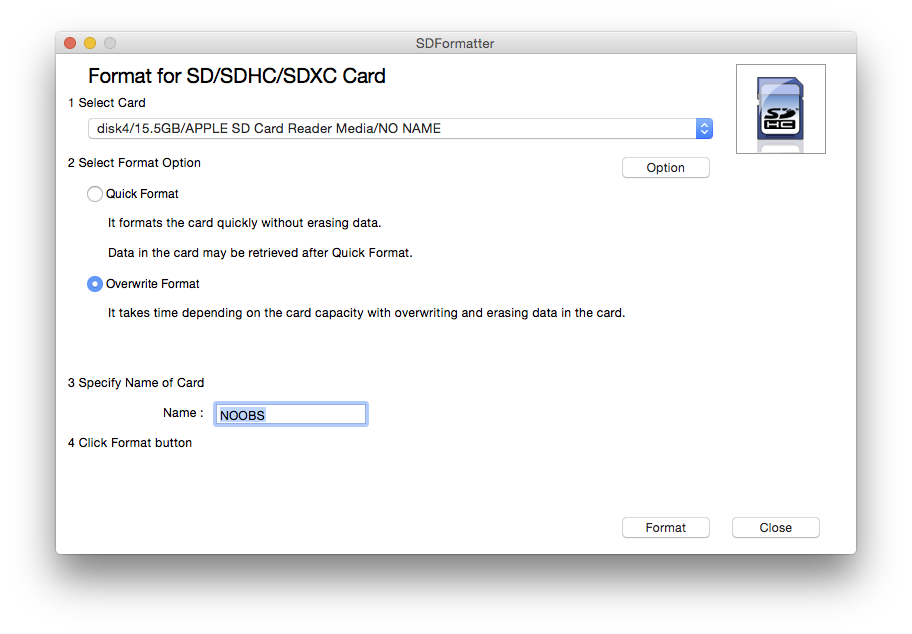 SDFormatter
Format for SD/SDHC/SDXC Card
1 Select Card
disk4/15.5GB/APPLE SD Card Reader Media/NO NAME
2 Select Format Option
Option
Quick Format
It formats the card quickly without erasing data.
Data in the card may be retrieved after Quick Format.
Overwrite Format
It takes time depending on the card capacity with overwriting and erasing data in the card.
3 Specify Name of Card
Name :
NOOBS
4 Click Format button
Format
Close
SD
HC